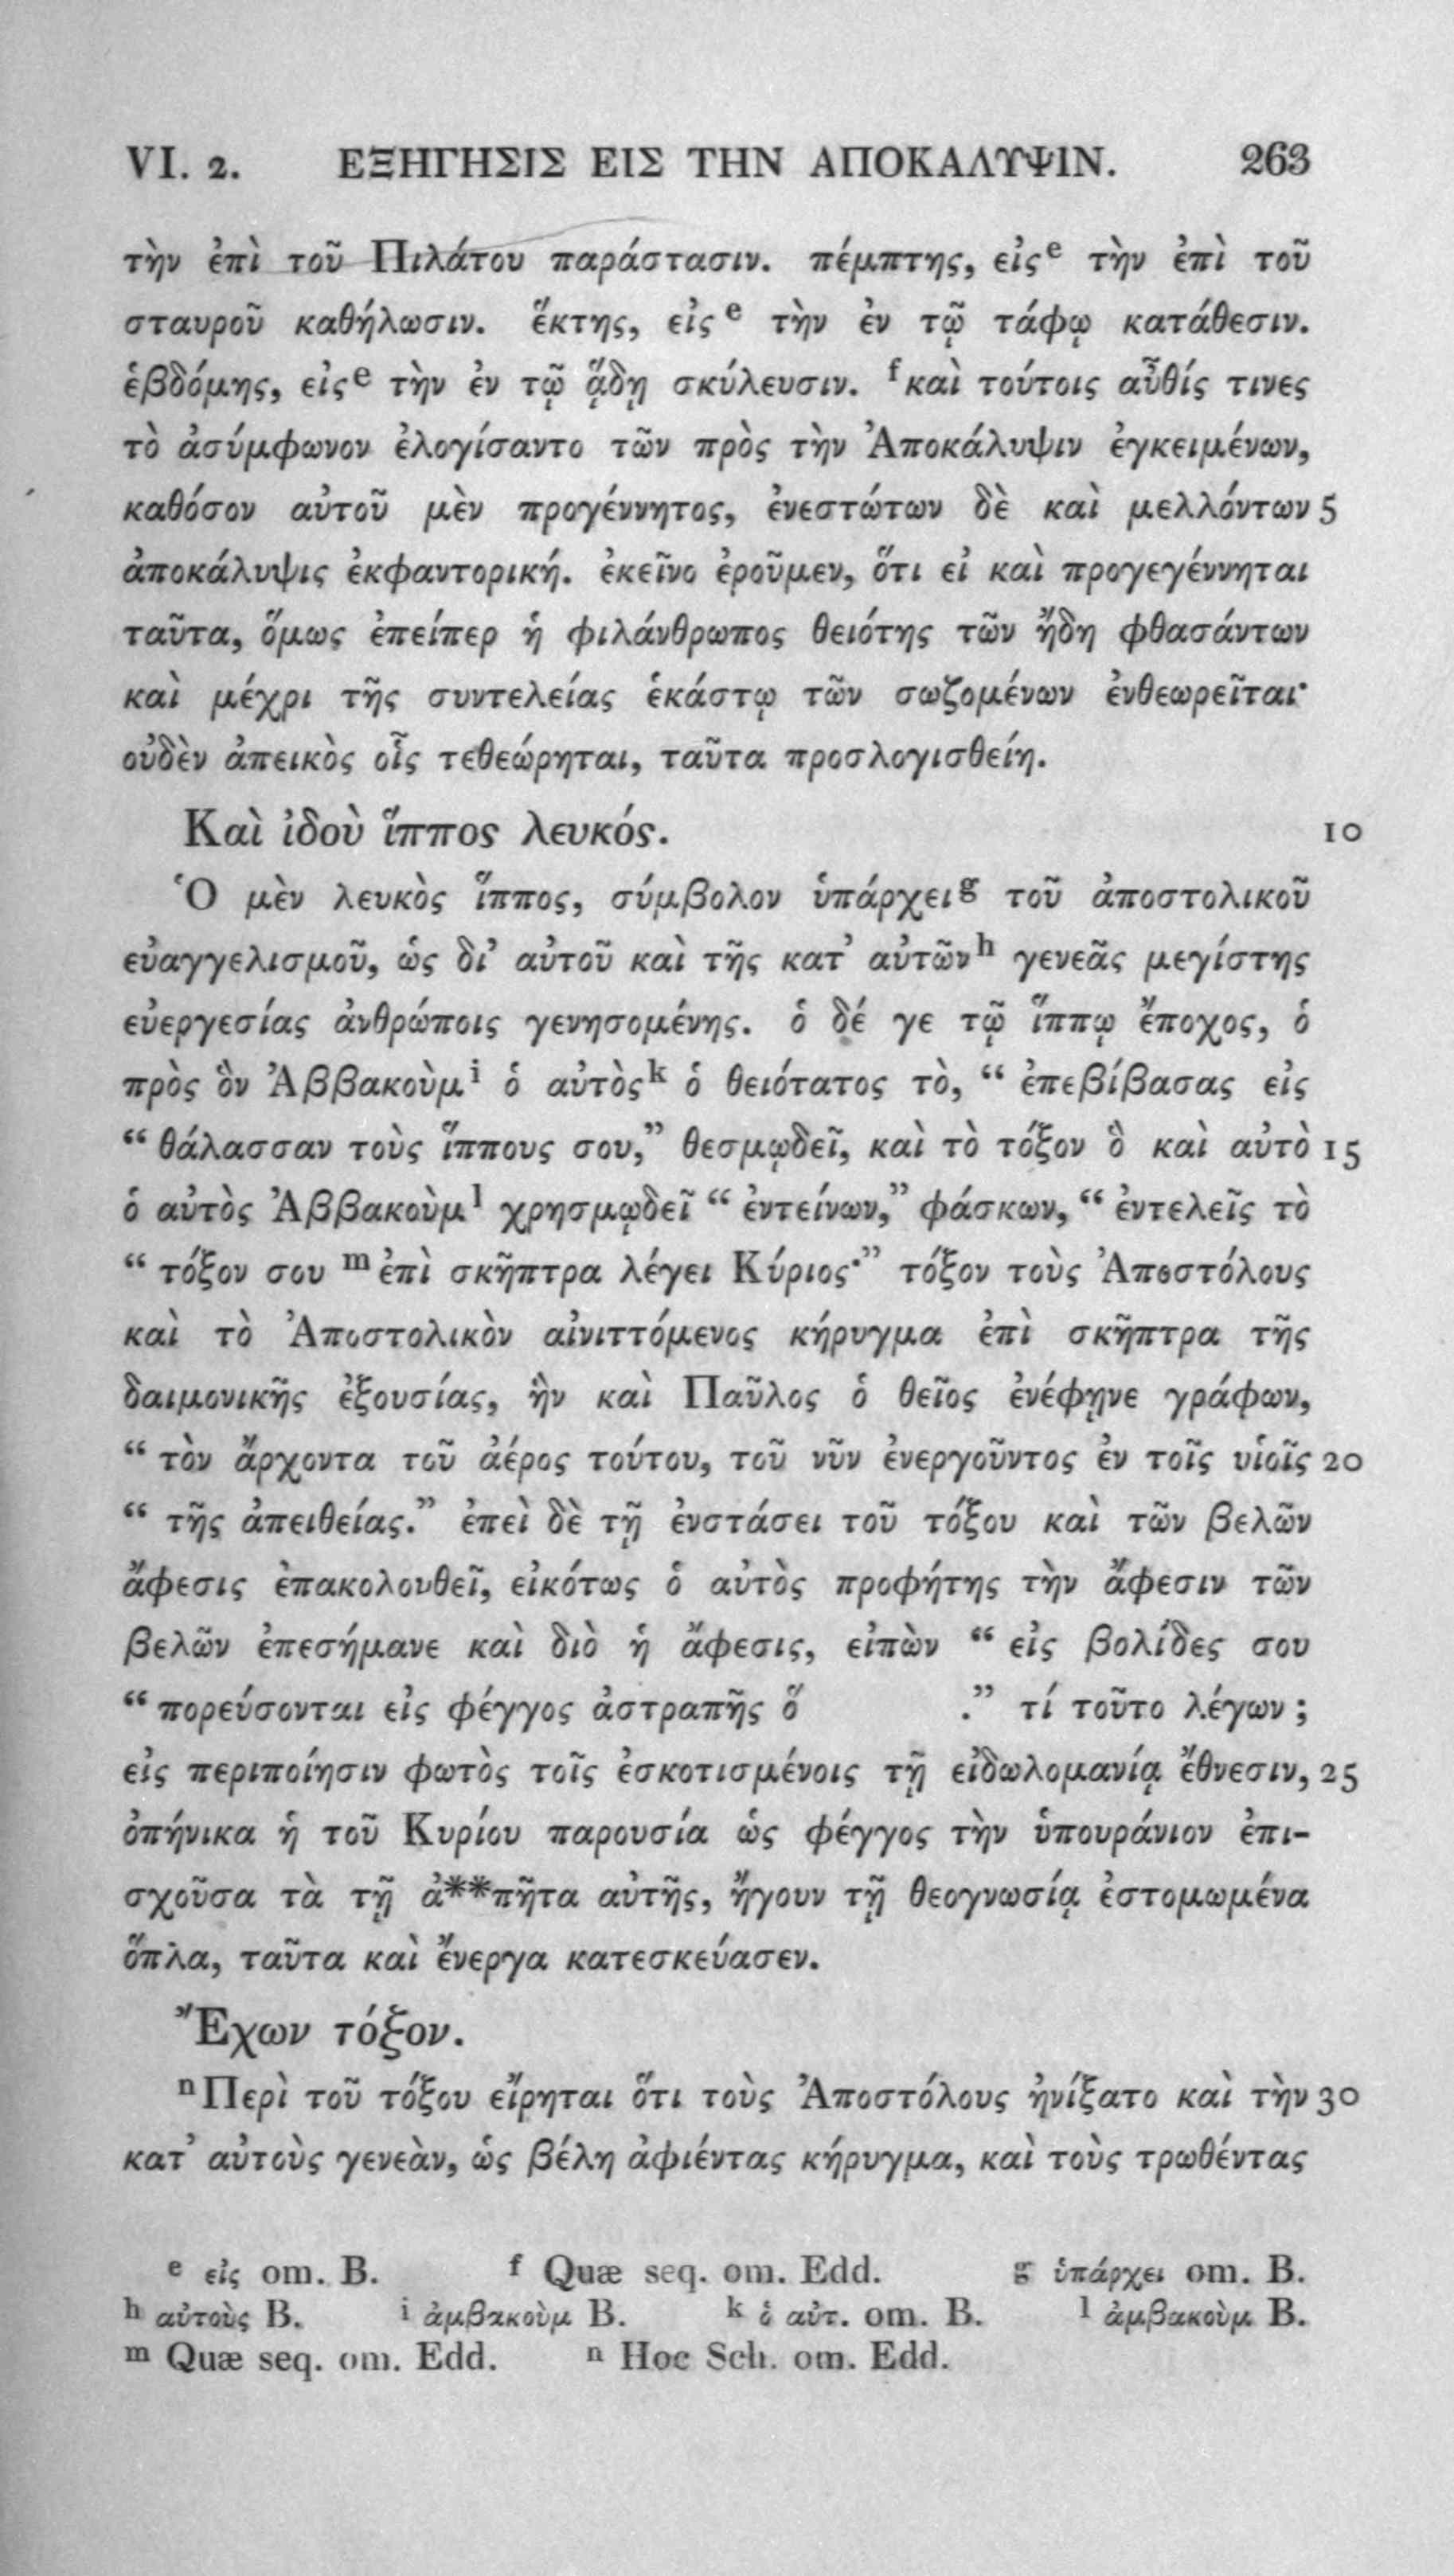 VI. 2. ΕΞΗΓΗΣΙΣ ΕΙΣ ΤΗΝ ΑΠΟΚΑΛΥΨΙΝ. 263
τὴν ἐπὶ τοῦ Πιλάτου παράστασιν. πέμπτης, εἰς e τὴν ἐπὶ τοῦ
σταυροῦ καθήλωσιν. ἕκτης, εἰς e τὴν ἐν τῷ τάφῳ κατάθεσιν.
ἑβδόμης, εἰς e τὴν ἐν τῷ ᾅδῃ σκύλευσιν. f καὶ τούτοις αὖθίς τινες
τὸ ἀσύμφωνον ἐλογίσαντο τῶν πρὸς τὴν Ἀποκάλυψιν ἐγκειμένων,
καθόσον αὐτοῦ μὲν προγέννητος, ἐνεστώτων δὲ καὶ μελλόντων 5
ἀποκάλυψις ἐκφαντορική. ἐκεῖνο ἐροῦμεν, ὅτι εἰ καὶ προγεγέννηται
ταῦτα, ὅμως ἐπείπερ ἡ φιλάνθρωπος θειότης τῶν ἤδη φθασάντων
καὶ μέχρι τῆς συντελείας ἑκάστῳ τῶν σωζομένων ἐνθεωρεῖται·
οὐδὲν ἀπεικὸς οἷς τεθεώρηται, ταῦτα προσλογισθείη.
Καὶ ἰδοὺ ἵππος λευκός. 10
Ὁ μὲν λευκὸς ἵππος, σύμβολον ὑπάρχει g τοῦ ἀποστολικοῦ
εὐαγγελισμοῦ, ὡς δι’ αὐτοῦ καὶ τῆς κατ’ αὐτῶν h γενεᾶς μεγίστης
εὐεργεσίας ἀνθρώποις γενησομένης. ὁ δέ γε τῷ ἵππῳ ἔποχος, ὁ
πρὸς ὃν Ἀββακοὺμ i ὁ αὐτὸς k ὁ θειότατος τὸ, “ ἐπεβίβασας εἰς
“ θάλασσαν τοὺς ἵππους σου,” θεσμῳδεῖ, καὶ τὸ τόξον ὃ καὶ αὐτὸ 15
ὁ αὐτὸς Ἀββακοὺμ l χρησμῳδεῖ “ ἐντείνων,” φάσκων, “ ἐντελεῖς τὸ
“ τόξον σου m ἐπὶ σκῆπτρα λέγει Κύριος·” τόξον τοὺς Ἀποστόλους
καὶ τὸ Ἀποστολικὸν αἰνιττόμενος κήρυγμα ἐπὶ σκῆπτρα τῆς
δαιμονικῆς ἐξουσίας, ἣν καὶ Παῦλος ὁ θεῖος ἐνέφῃνε γράφων,
“ τὸν ἄρχοντα τοῦ ἀέρος τούτου, τοῦ νῦν ἐνεργοῦντος ἐν τοῖς υἱοῖς 20
“ τῆς ἀπειθείας.” ἐπεὶ δὲ τῇ ἐνστάσει τοῦ τόξου καὶ τῶν βελῶν
ἄφεσις ἐπακολουθεῖ, εἰκότως ὁ αὐτὸς προφήτης τὴν ἄφεσιν τῶν
βελῶν ἐπεσήμανε καὶ διὸ ἡ ἄφεσις, εἰπὼν “ εἰς βολίδες σου
“ πορεύσονται εἰς φέγγος ἀστραπῆς ὅ .” τί τοῦτο λέγων ;
εἰς περιποίησιν φωτὸς τοῖς ἐσκοτισμένοις τῇ εἰδωλομανίᾳ ἔθνεσιν, 25
ὁπήνικα ἡ τοῦ Κυρίου παρουσία ὡς φέγγος τὴν ὑπουράνιον ἐπι-
σχοῦσα τὰ τῇ ἀ**πῆτα αὐτῆς, ἤγουν τῇ θεογνωσίᾳ ἐστομωμένα
ὅπλα, ταῦτα καὶ ἔνεργα κατεσκεύασεν.
Ἔχων τόξον.
n Περὶ τοῦ τόξου εἴρηται ὅτι τοὺς Ἀποστόλους ᾐνίξατο καὶ τὴν 30
κατ’ αὐτοὺς γενεὰν, ὡς βέλη ἀφιέντας κήρυγμα, καὶ τοὺς τρωθέντας
e εἰς om. B. f Quæ seq. om. Edd. g ὑπάρχει om. B.
h αὐτοὺς B. i ἀμβακοὺμ B. k ὁ αὐτ. om. B. l ἀμβακοὺμ B.
m Quæ seq. om. Edd. n Hoc Sch. om. Edd.